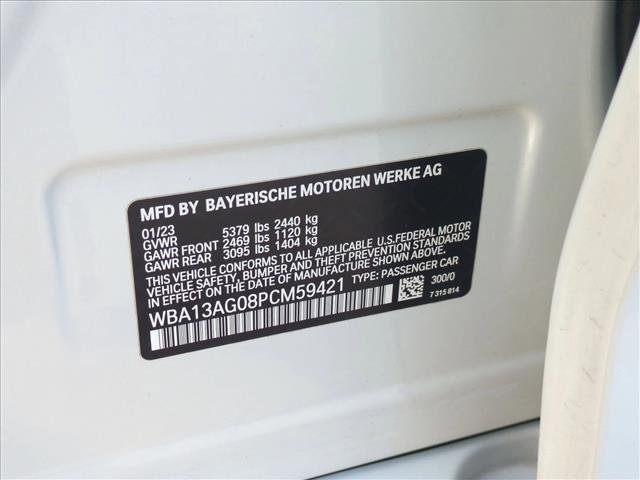 MFD BY BAYERISCHE MOTOREN WERKE AG
01/23
GVWR 5379 lbs 2440 kg
GAWR FRONT 2469 lbs 1120 kg
GAWR REAR 3095 lbs 1404 kg
THIS VEHICLE CONFORMS TO ALL APPLICABLE U.S.FEDERAL MOTOR
VEHICLE SAFETY, BUMPER AND THEFT PREVENTION STANDARDS
IN EFFECT ON THE DATE OF MANUFACTURE SHOWN ABOVE.
WBA13AG08PCM59421 TYPE: PASSENGER CAR
300/0
7 315 814